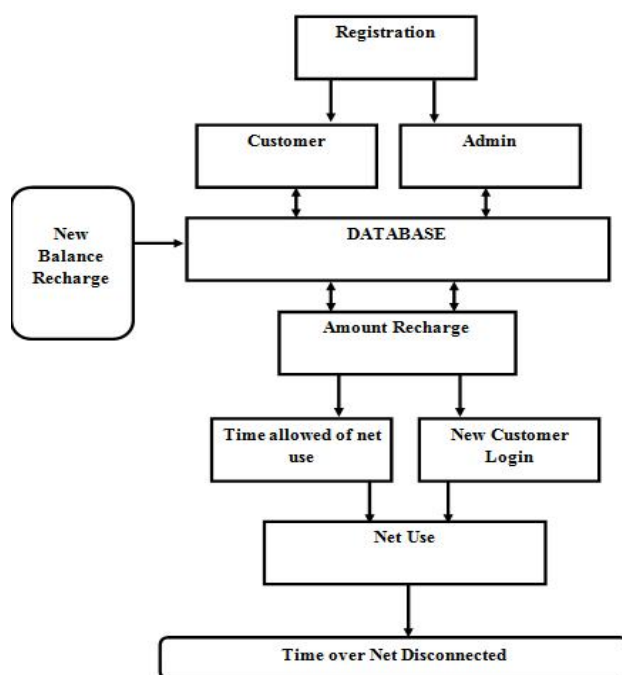 Registration
Customer
Admin
New
Balance
Recharge
DATABASE
Amount Recharge
Time allowed of net
use
New Customer
Login
Net Use
Time over Net Disconnected